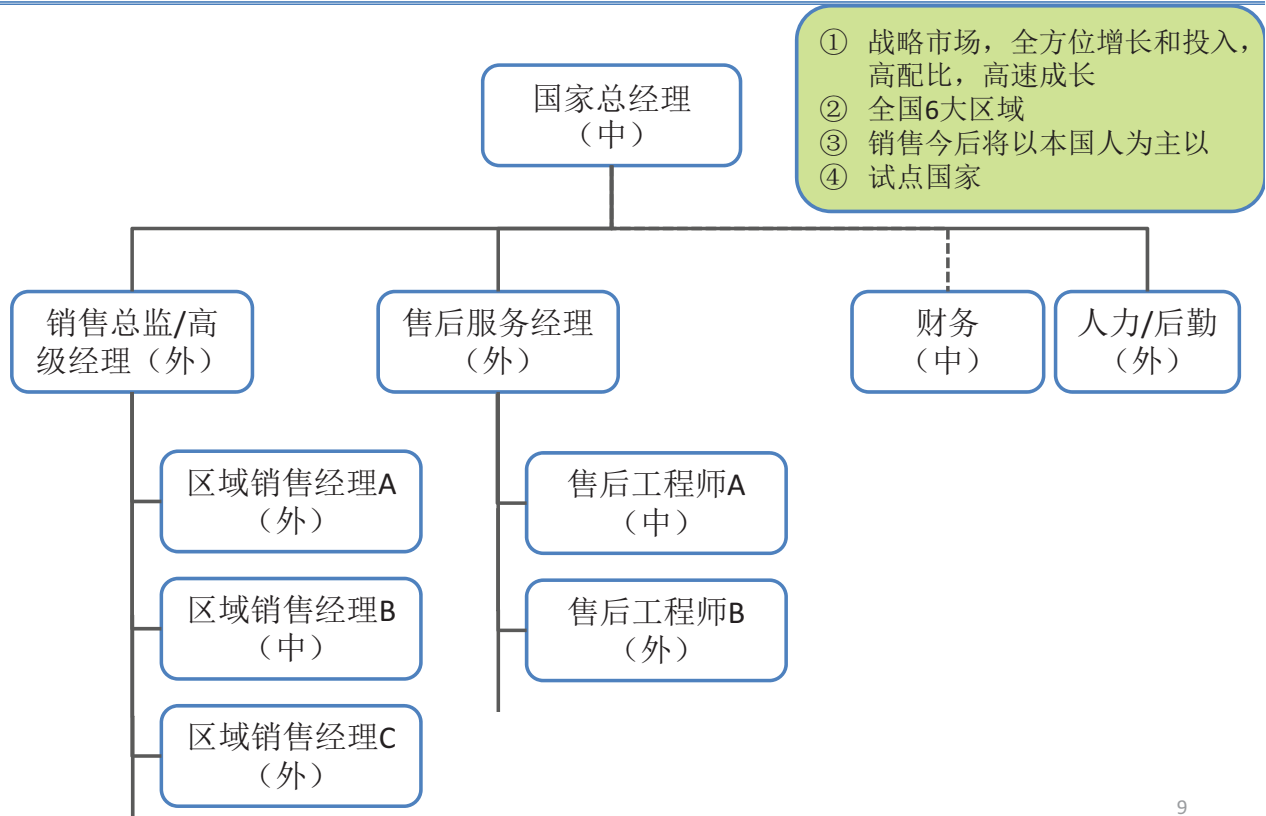 ① 战略市场，全方位增长和投入，
高配比，高速成长
② 全国6大区域
③ 销售今后将以本国人为主以
④ 试点国家
国家总经理
（中）
销售总监/高
级经理（外）
售后服务经理
（外）
财务
（中）
人力/后勤
（外）
区域销售经理A
（外）
售后工程师A
（中）
区域销售经理B
（中）
售后工程师B
（外）
区域销售经理C
（外）
9